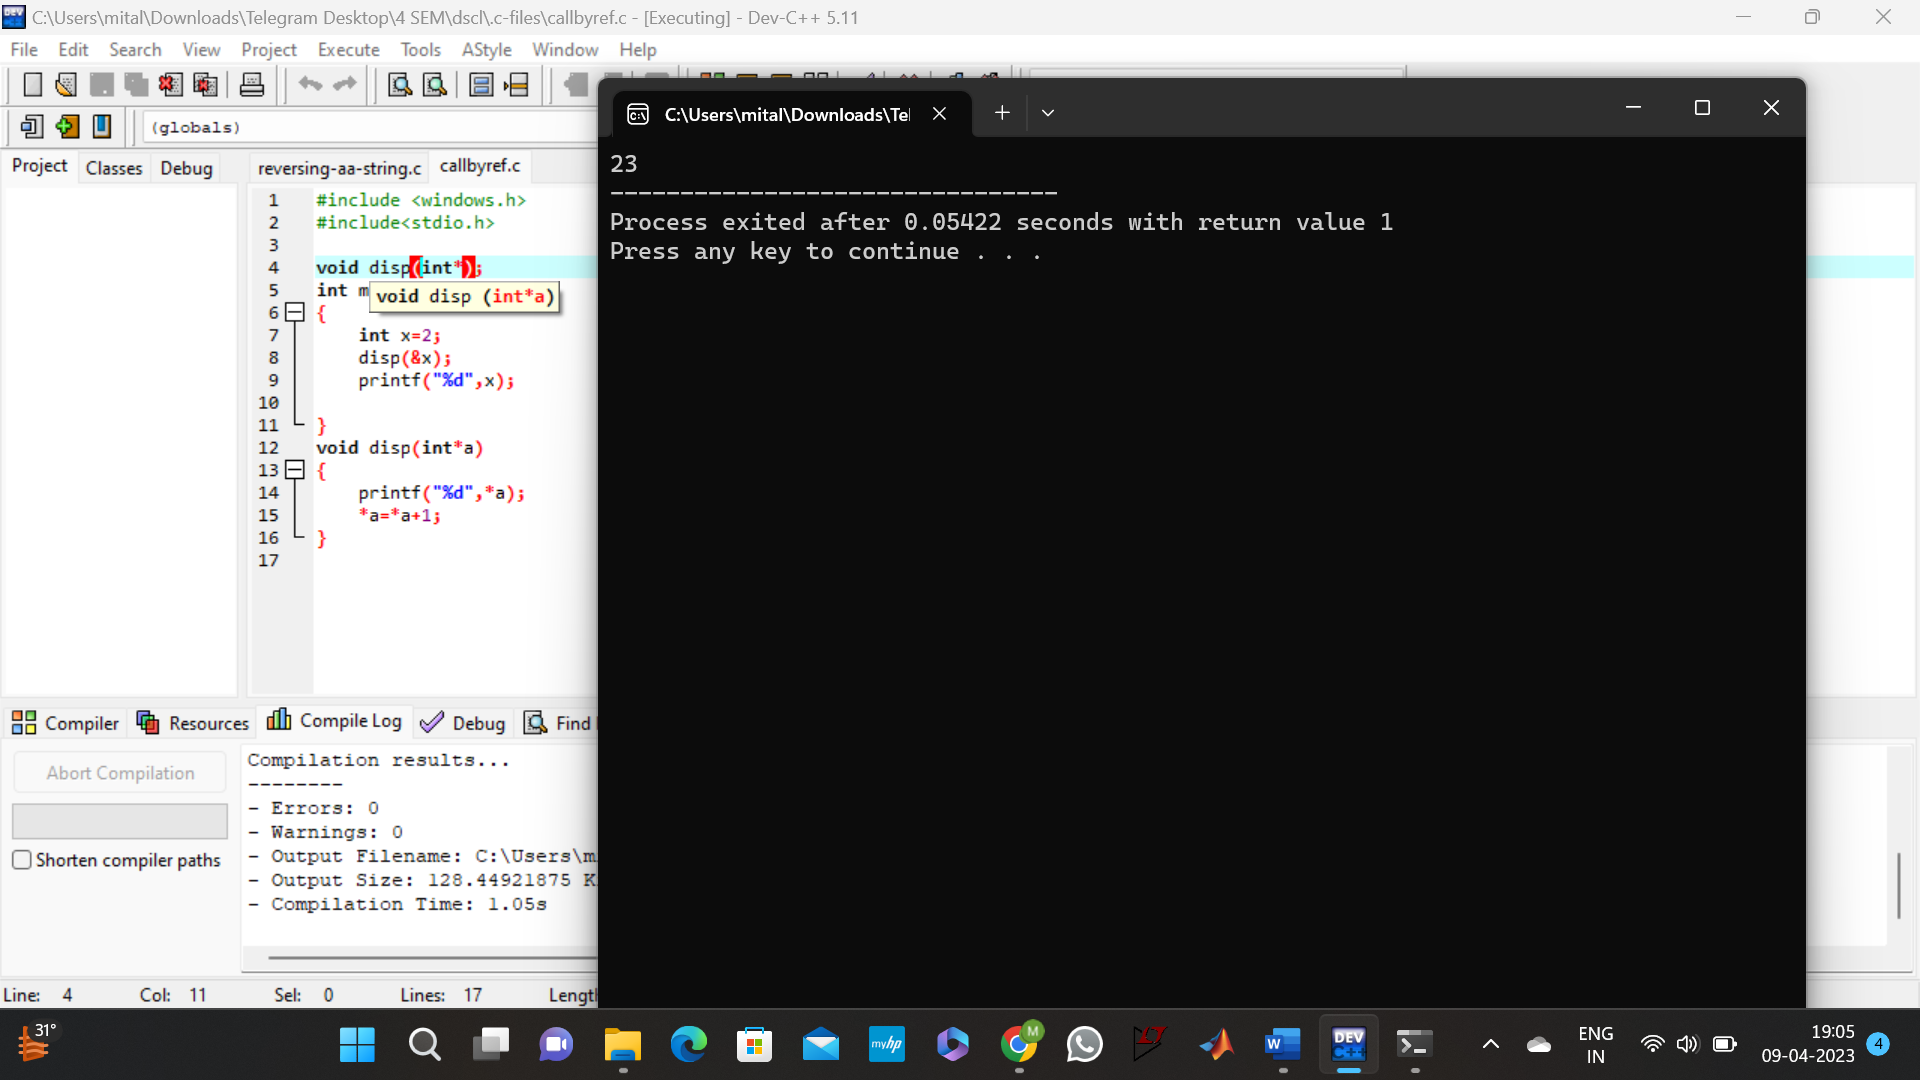 C:\Users\mital\Downloads\Telegram Desktop\4 SEM\dscl\.c-files\callbyref.c - [Executing] - Dev-C++ 5.11
File Edit Search View Project Execute Tools AStyle Window Help
(globals)
Project Classes Debug
reversing-aa-string.c callbyref.c
1 #include <windows.h>
2 #include<stdio.h>
3
4 void disp(int*);
5 int m
void disp (int*a)
6 {
7 int x=2;
8 disp(&x);
9 printf("%d",x);
10
11 }
12 void disp(int*a)
13 {
14 printf("%d",*a);
15 *a=*a+1;
16 }
17
C:\Users\mital\Downloads\Tel
23
--------------------------------
Process exited after 0.05422 seconds with return value 1
Press any key to continue . . .
Compiler Resources Compile Log Debug Find
Abort Compilation
Shorten compiler paths
Compilation results...
--------
- Errors: 0
- Warnings: 0
- Output Filename: C:\Users\m
- Output Size: 128.44921875 K
- Compilation Time: 1.05s
Line: 4 Col: 11 Sel: 0 Lines: 17 Lengt
31°
myhp
M
W
DEV C++
ENG
IN
19:05
09-04-2023
4